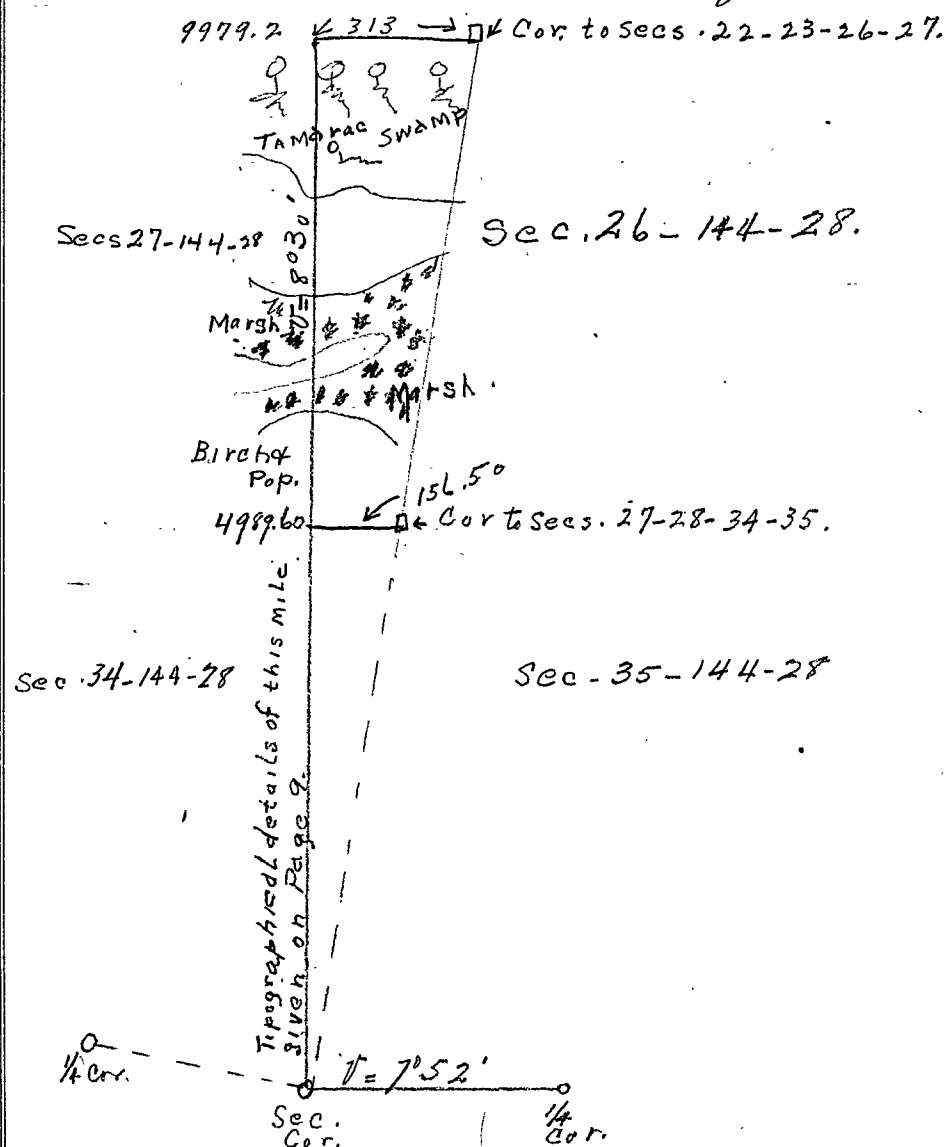 9979.2 313 Cor. to Secs. 22-23-26-27.
Tamarac Swamp
Secs 27-144-28
V=8°30'
Sec. 26-144-28.
Marsh
Marsh.
Birch & Pop.
156.50
4989.60 Cor to Secs. 27-28-34-35.
Sec. 34-144-28
Sec-35-144-28
Tipographical details of this mile
given on Page 9.
1/4 Cor.
V= 7°52'
Sec. Cor.
1/4 Cor.